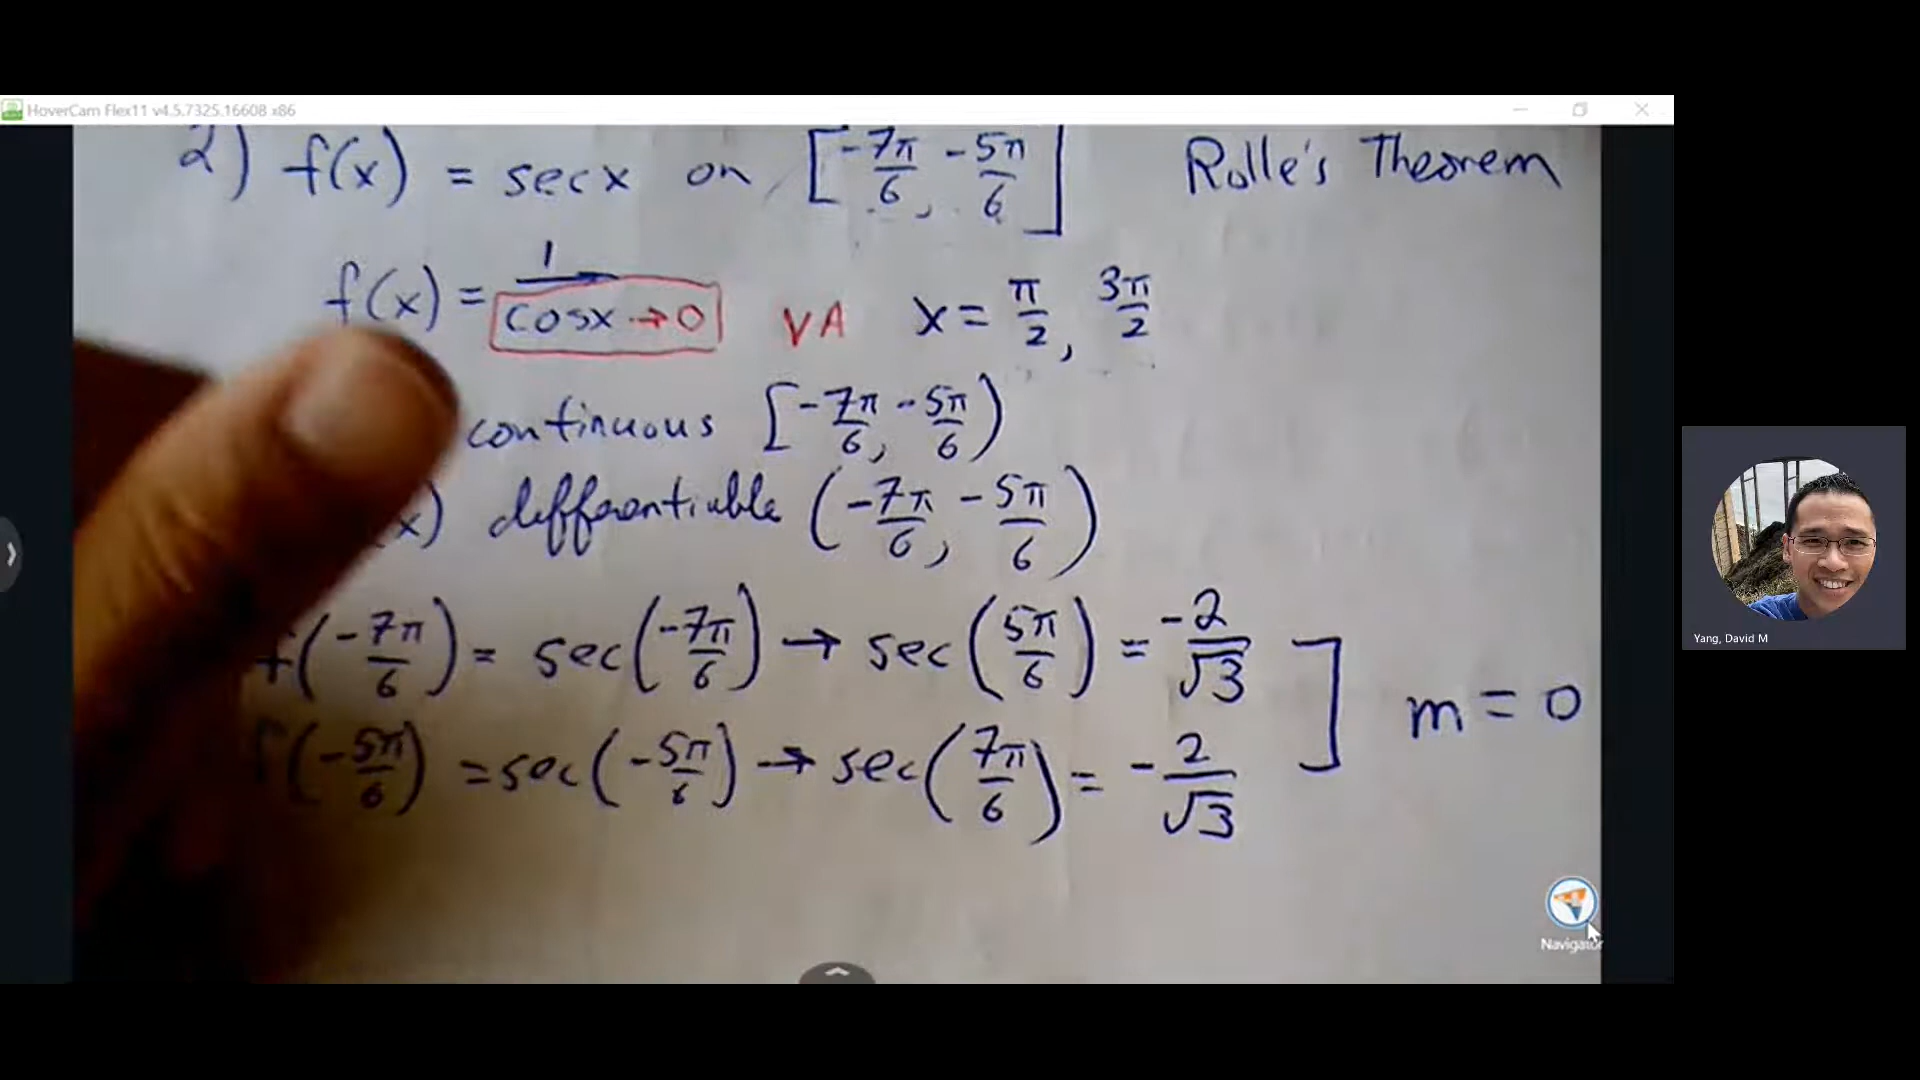 HoverCam Flex11 v4.5.7325.16608 x86
2) f(x) = sec x on [-7π/6, -5π/6] Rolle's Theorem
f(x) = 1/cosx → 0 VA x = π/2, 3π/2
continuous [-7π/6, -5π/6)
x) differentiable (-7π/6, -5π/6)
f(-7π/6) = sec(-7π/6) → sec(5π/6) = -2/√3
f(-5π/6) = sec(-5π/6) → sec(7π/6) = -2/√3
] m = 0
Navigator
Yang, David M